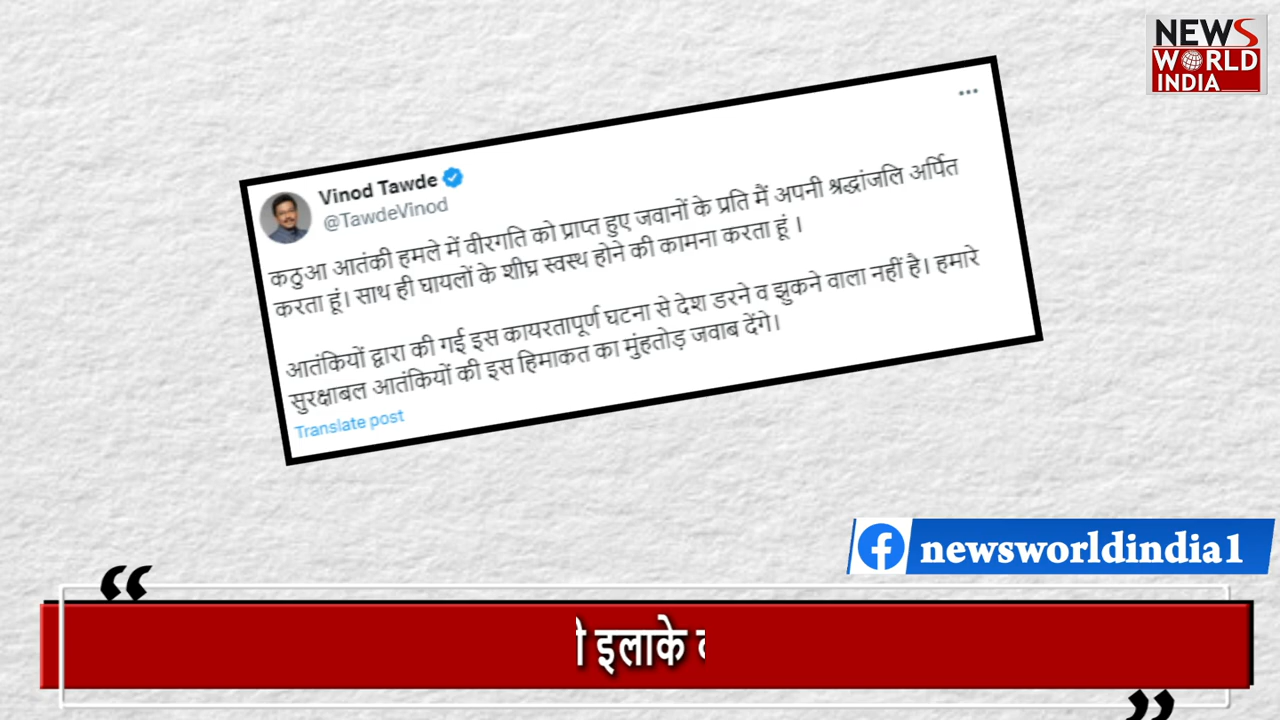 NEWS
WORLD
INDIA
Vinod Tawde
@TawdeVinod
कठुआ आतंकी हमले में वीरगति को प्राप्त हुए जवानों के प्रति मैं अपनी श्रद्धांजलि अर्पित
करता हूं। साथ ही घायलों के शीघ्र स्वस्थ होने की कामना करता हूं ।
आतंकियों द्वारा की गई इस कायरतापूर्ण घटना से देश डरने व झुकने वाला नहीं है। हमारे
सुरक्षाबल आतंकियों की इस हिमाकत का मुंहतोड़ जवाब देंगे।
Translate post
newsworldindia1
इलाके